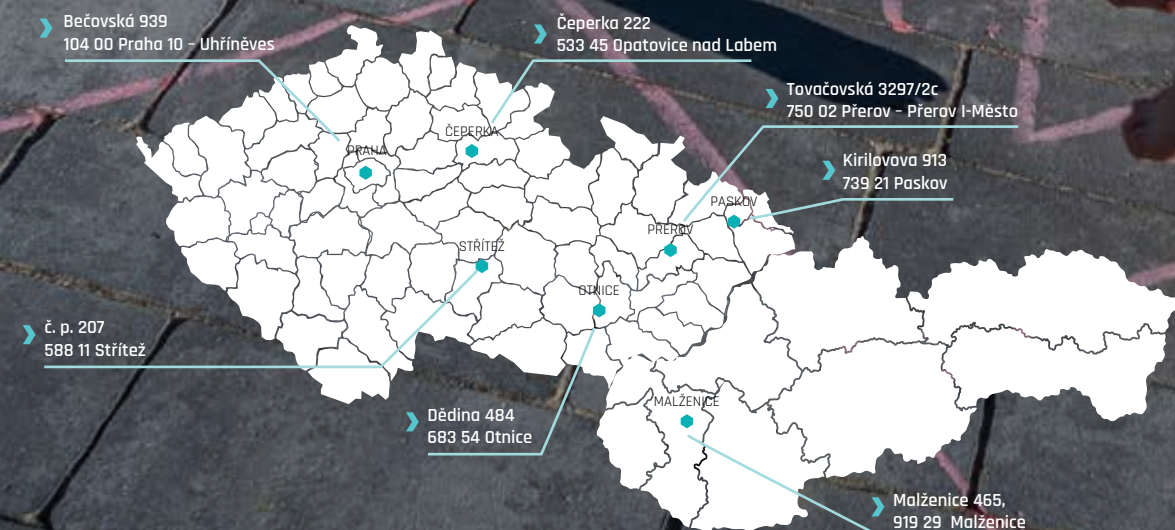 Bečovská 939
104 00 Praha 10 – Uhříněves
Čeperka 222
533 45 Opatovice nad Labem
Tovačovská 3297/2c
750 02 Přerov – Přerov I-Město
Kirilovova 913
739 21 Paskov
ČEPERKA
PRAHA
PASKOV
PŘEROV
STŘÍTEŽ
OTNICE
č. p. 207
588 11 Střítež
MALŽENICE
Dědina 484
683 54 Otnice
Malženice 465,
919 29 Malženice